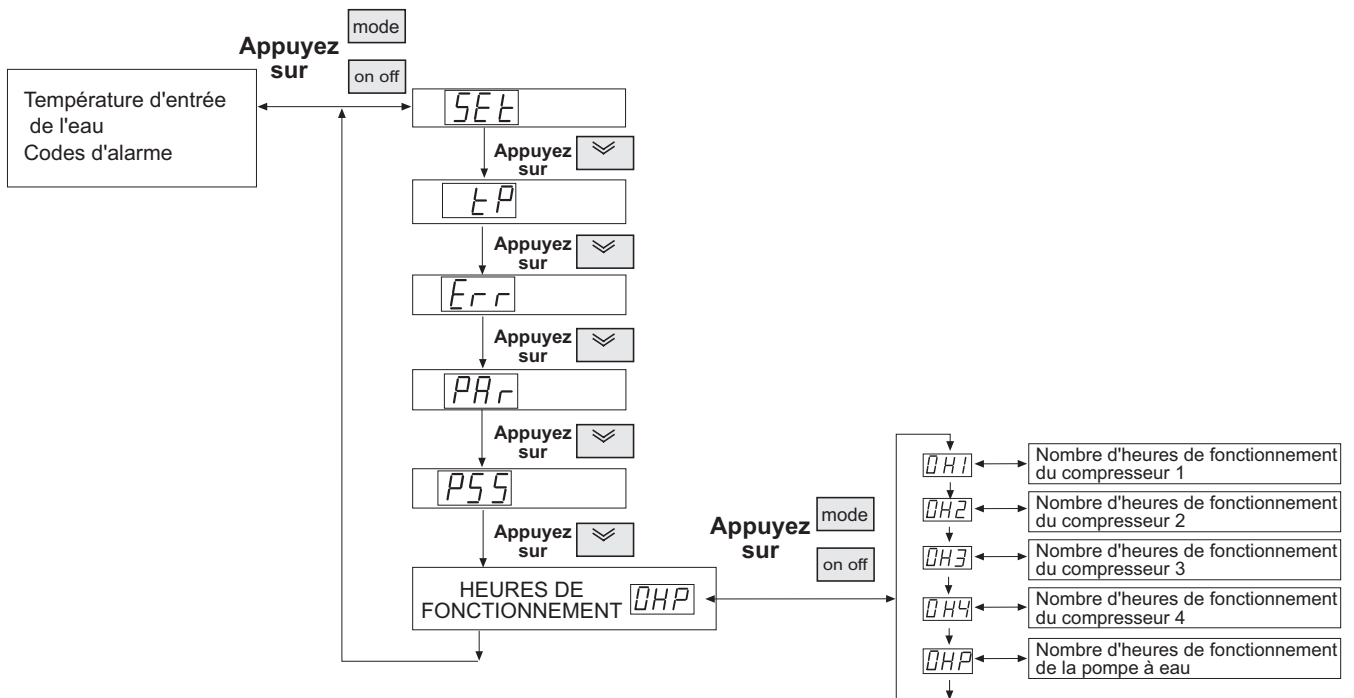 mode
Appuyez
sur
on off
Température d'entrée
de l'eau
Codes d'alarme
SEt
Appuyez
sur
tP
Appuyez
sur
Err
Appuyez
sur
PAr
Appuyez
sur
PSS
Appuyez
sur
HEURES DE
FONCTIONNEMENT
OHP
Appuyez
sur
mode
on off
OH1
Nombre d'heures de fonctionnement
du compresseur 1
OH2
Nombre d'heures de fonctionnement
du compresseur 2
OH3
Nombre d'heures de fonctionnement
du compresseur 3
OH4
Nombre d'heures de fonctionnement
du compresseur 4
OHP
Nombre d'heures de fonctionnement
de la pompe à eau